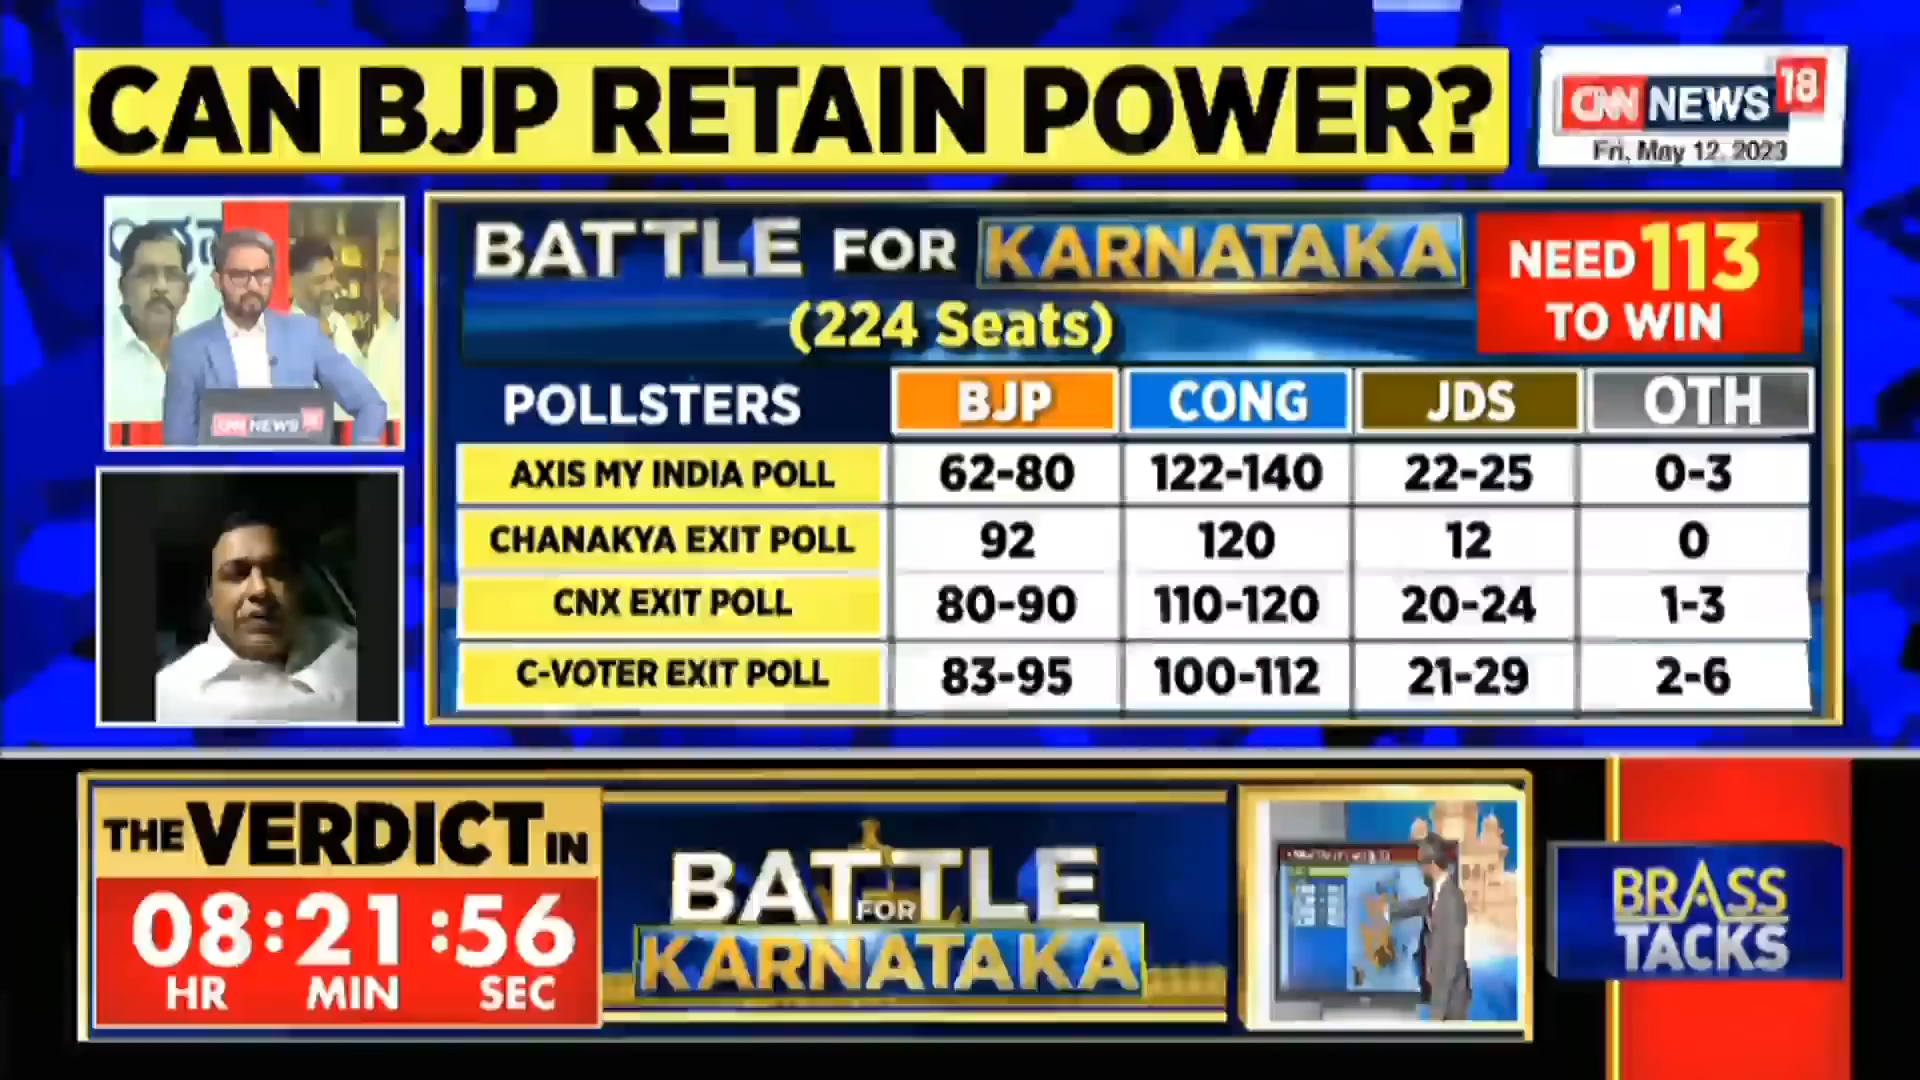 CAN BJP RETAIN POWER?
CNN NEWS 18
Fri, May 12, 2023
BATTLE FOR KARNATAKA
(224 Seats)
NEED 113
TO WIN
POLLSTERS BJP CONG JDS OTH
AXIS MY INDIA POLL 62-80 122-140 22-25 0-3
CHANAKYA EXIT POLL 92 120 12 0
CNX EXIT POLL 80-90 110-120 20-24 1-3
C-VOTER EXIT POLL 83-95 100-112 21-29 2-6
CNN NEWS 18
THE VERDICT IN
08:21:56
HR MIN SEC
BATTLE
FOR
KARNATAKA
BRASS
TACKS